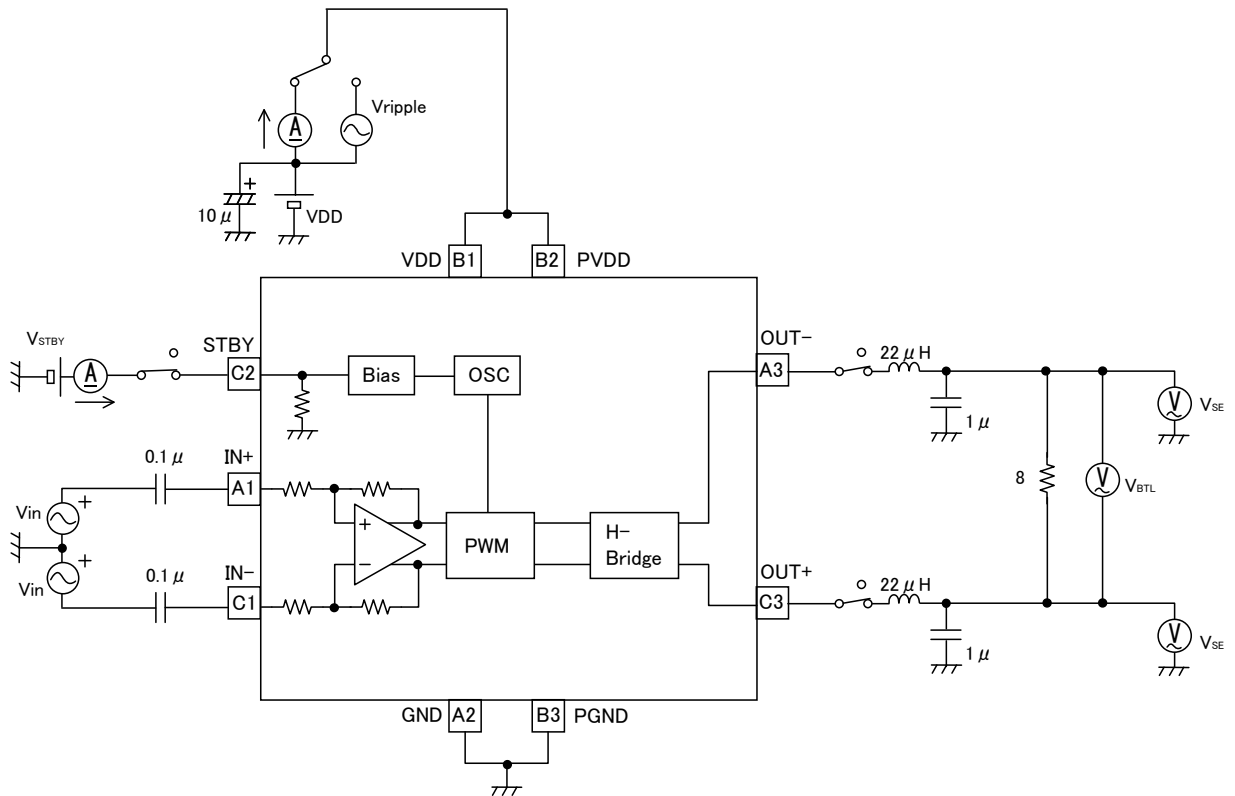 Vripple
A
+
10μ
VDD
VDD B1 B2 PVDD
VSTBY
A
STBY
C2
Bias
OSC
OUT-
A3
22μH
1μ
V
VSE
0.1μ
IN+
A1
Vin
+
+
Vin
0.1μ
IN-
C1
+
-
PWM
H-
Bridge
8
V
VBTL
OUT+
C3
22μH
1μ
V
VSE
GND A2 B3 PGND